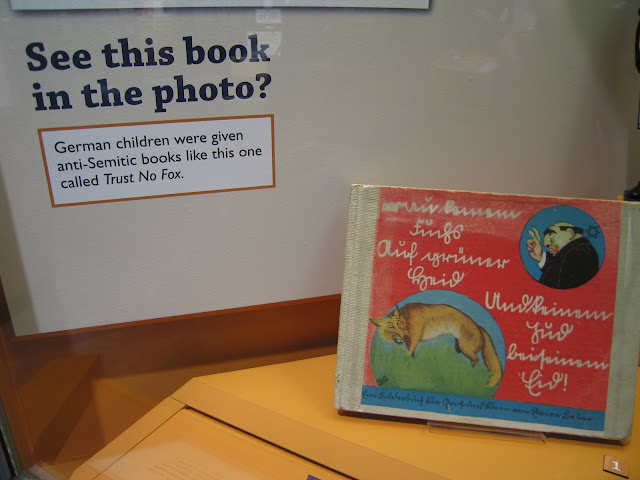 See this book
in the photo?
German children were given
anti-Semitic books like this one
called Trust No Fox.
keinem
Fuchs
Auf grüner
Heid
Und keinem
Jud
bei seinem
Eid!
Ein Bilderbuch für Groß und Klein von Elvira Bauer
1